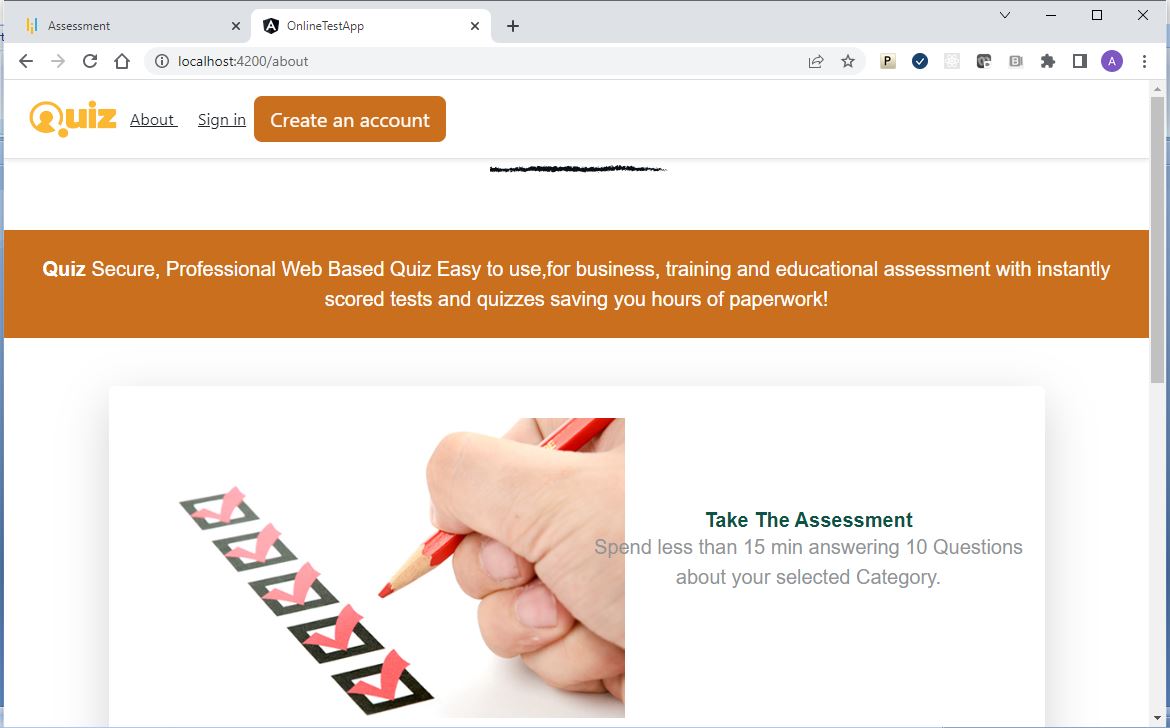 Assessment
OnlineTestApp
localhost:4200/about
P
B
A
Quiz
About
Sign in
Create an account
Quiz Secure, Professional Web Based Quiz Easy to use,for business, training and educational assessment with instantly
scored tests and quizzes saving you hours of paperwork!
Take The Assessment
Spend less than 15 min answering 10 Questions
about your selected Category.